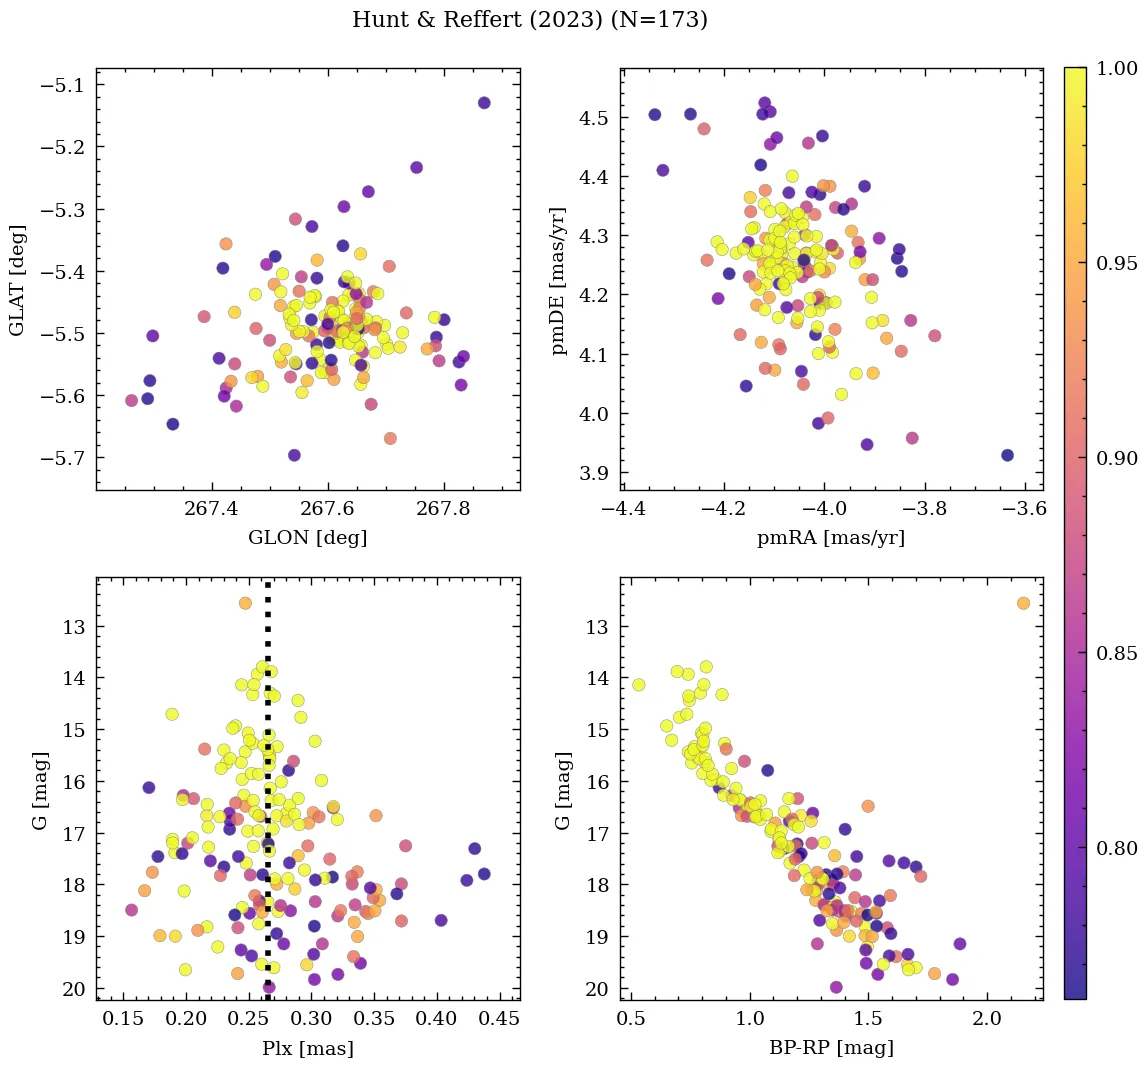 Hunt & Reffert (2023) (N=173)
−5.1
−5.2
−5.3
−5.4
−5.5
−5.6
−5.7
GLAT [deg]
267.4 267.6 267.8
GLON [deg]
4.5
4.4
4.3
4.2
4.1
4.0
3.9
pmDE [mas/yr]
−4.4 −4.2 −4.0 −3.8 −3.6
pmRA [mas/yr]
1.00
0.95
0.90
0.85
0.80
13
14
15
16
17
18
19
20
G [mag]
0.15 0.20 0.25 0.30 0.35 0.40 0.45
Plx [mas]
13
14
15
16
17
18
19
20
G [mag]
0.5 1.0 1.5 2.0
BP-RP [mag]